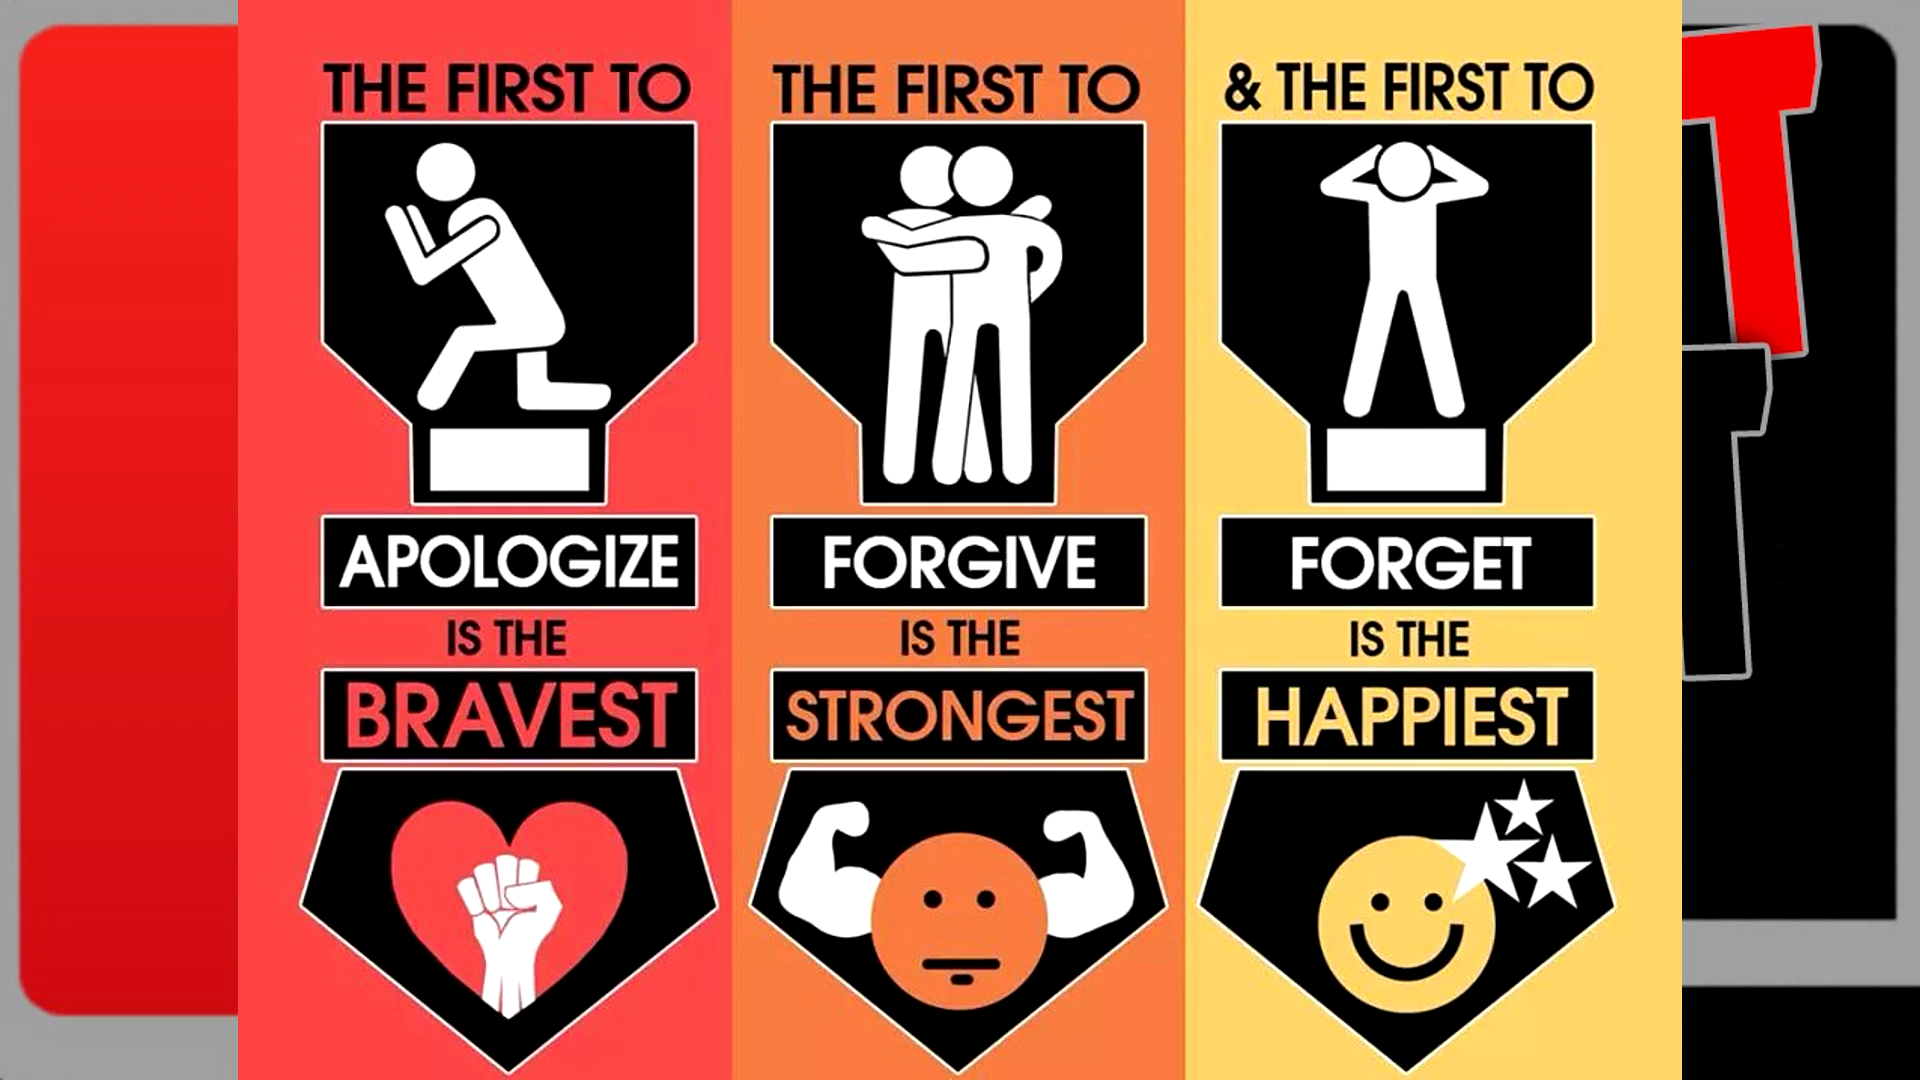 THE FIRST TO
APOLOGIZE
IS THE
BRAVEST
THE FIRST TO
FORGIVE
IS THE
STRONGEST
& THE FIRST TO
FORGET
IS THE
HAPPIEST